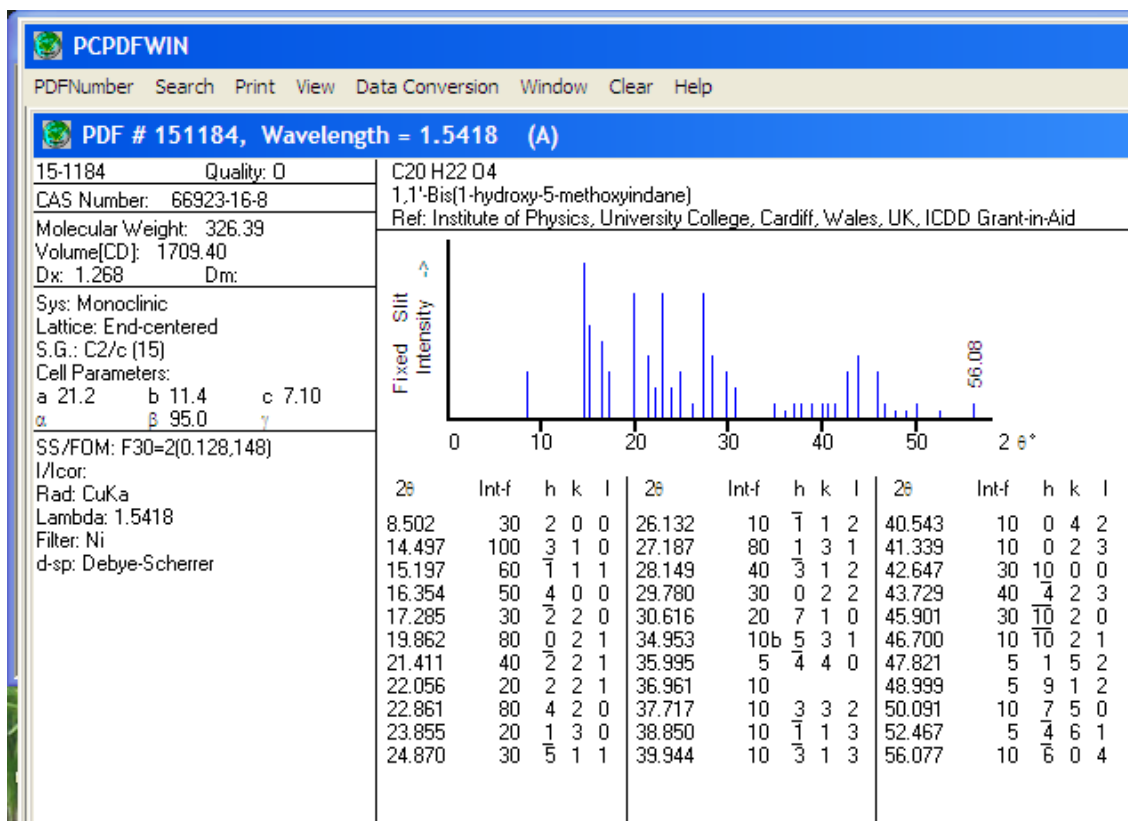 PCPDFWIN
PDFNumber Search Print View Data Conversion Window Clear Help
PDF # 151184, Wavelength = 1.5418 (A)
15-1184 Quality: O
CAS Number: 66923-16-8
Molecular Weight: 326.39
Volume[CD]: 1709.40
Dx: 1.268 Dm:
Sys: Monoclinic
Lattice: End-centered
S.G.: C2/c (15)
Cell Parameters:
a 21.2 b 11.4 c 7.10
α β 95.0 γ
SS/FOM: F30=2(0.128,148)
I/Icor:
Rad: CuKa
Lambda: 1.5418
Filter: Ni
d-sp: Debye-Scherrer
C20 H22 O4
1,1'-Bis(1-hydroxy-5-methoxyindane)
Ref: Institute of Physics, University College, Cardiff, Wales, UK, ICDD Grant-in-Aid
Fixed Slit
Intensity ->
56.08
0 10 20 30 40 50 2 θ°
2θ Int-f h k l 2θ Int-f h k l 2θ Int-f h k l
8.502 30 2 0 0 26.132 10 1̅ 1 2 40.543 10 0 4 2
14.497 100 3 1 0 27.187 80 1 3 1 41.339 10 0 2 3
15.197 60 1̅ 1 1 28.149 40 3̅ 1 2 42.647 30 10 0 0
16.354 50 4 0 0 29.780 30 0 2 2 43.729 40 4̅ 2 3
17.285 30 2̅ 2 0 30.616 20 7 1 0 45.901 30 1̅0̅ 2 0
19.862 80 0 2 1 34.953 10b 5 3 1 46.700 10 1̅0̅ 2 1
21.411 40 2̅ 2 1 35.995 5 4̅ 4 0 47.821 5 1 5 2
22.056 20 2 2 1 36.961 10 48.999 5 9 1 2
22.861 80 4 2 0 37.717 10 3 3 2 50.091 10 7 5 0
23.855 20 1 3 0 38.850 10 1̅ 1 3 52.467 5 4̅ 6 1
24.870 30 5̅ 1 1 39.944 10 3̅ 1 3 56.077 10 6̅ 0 4